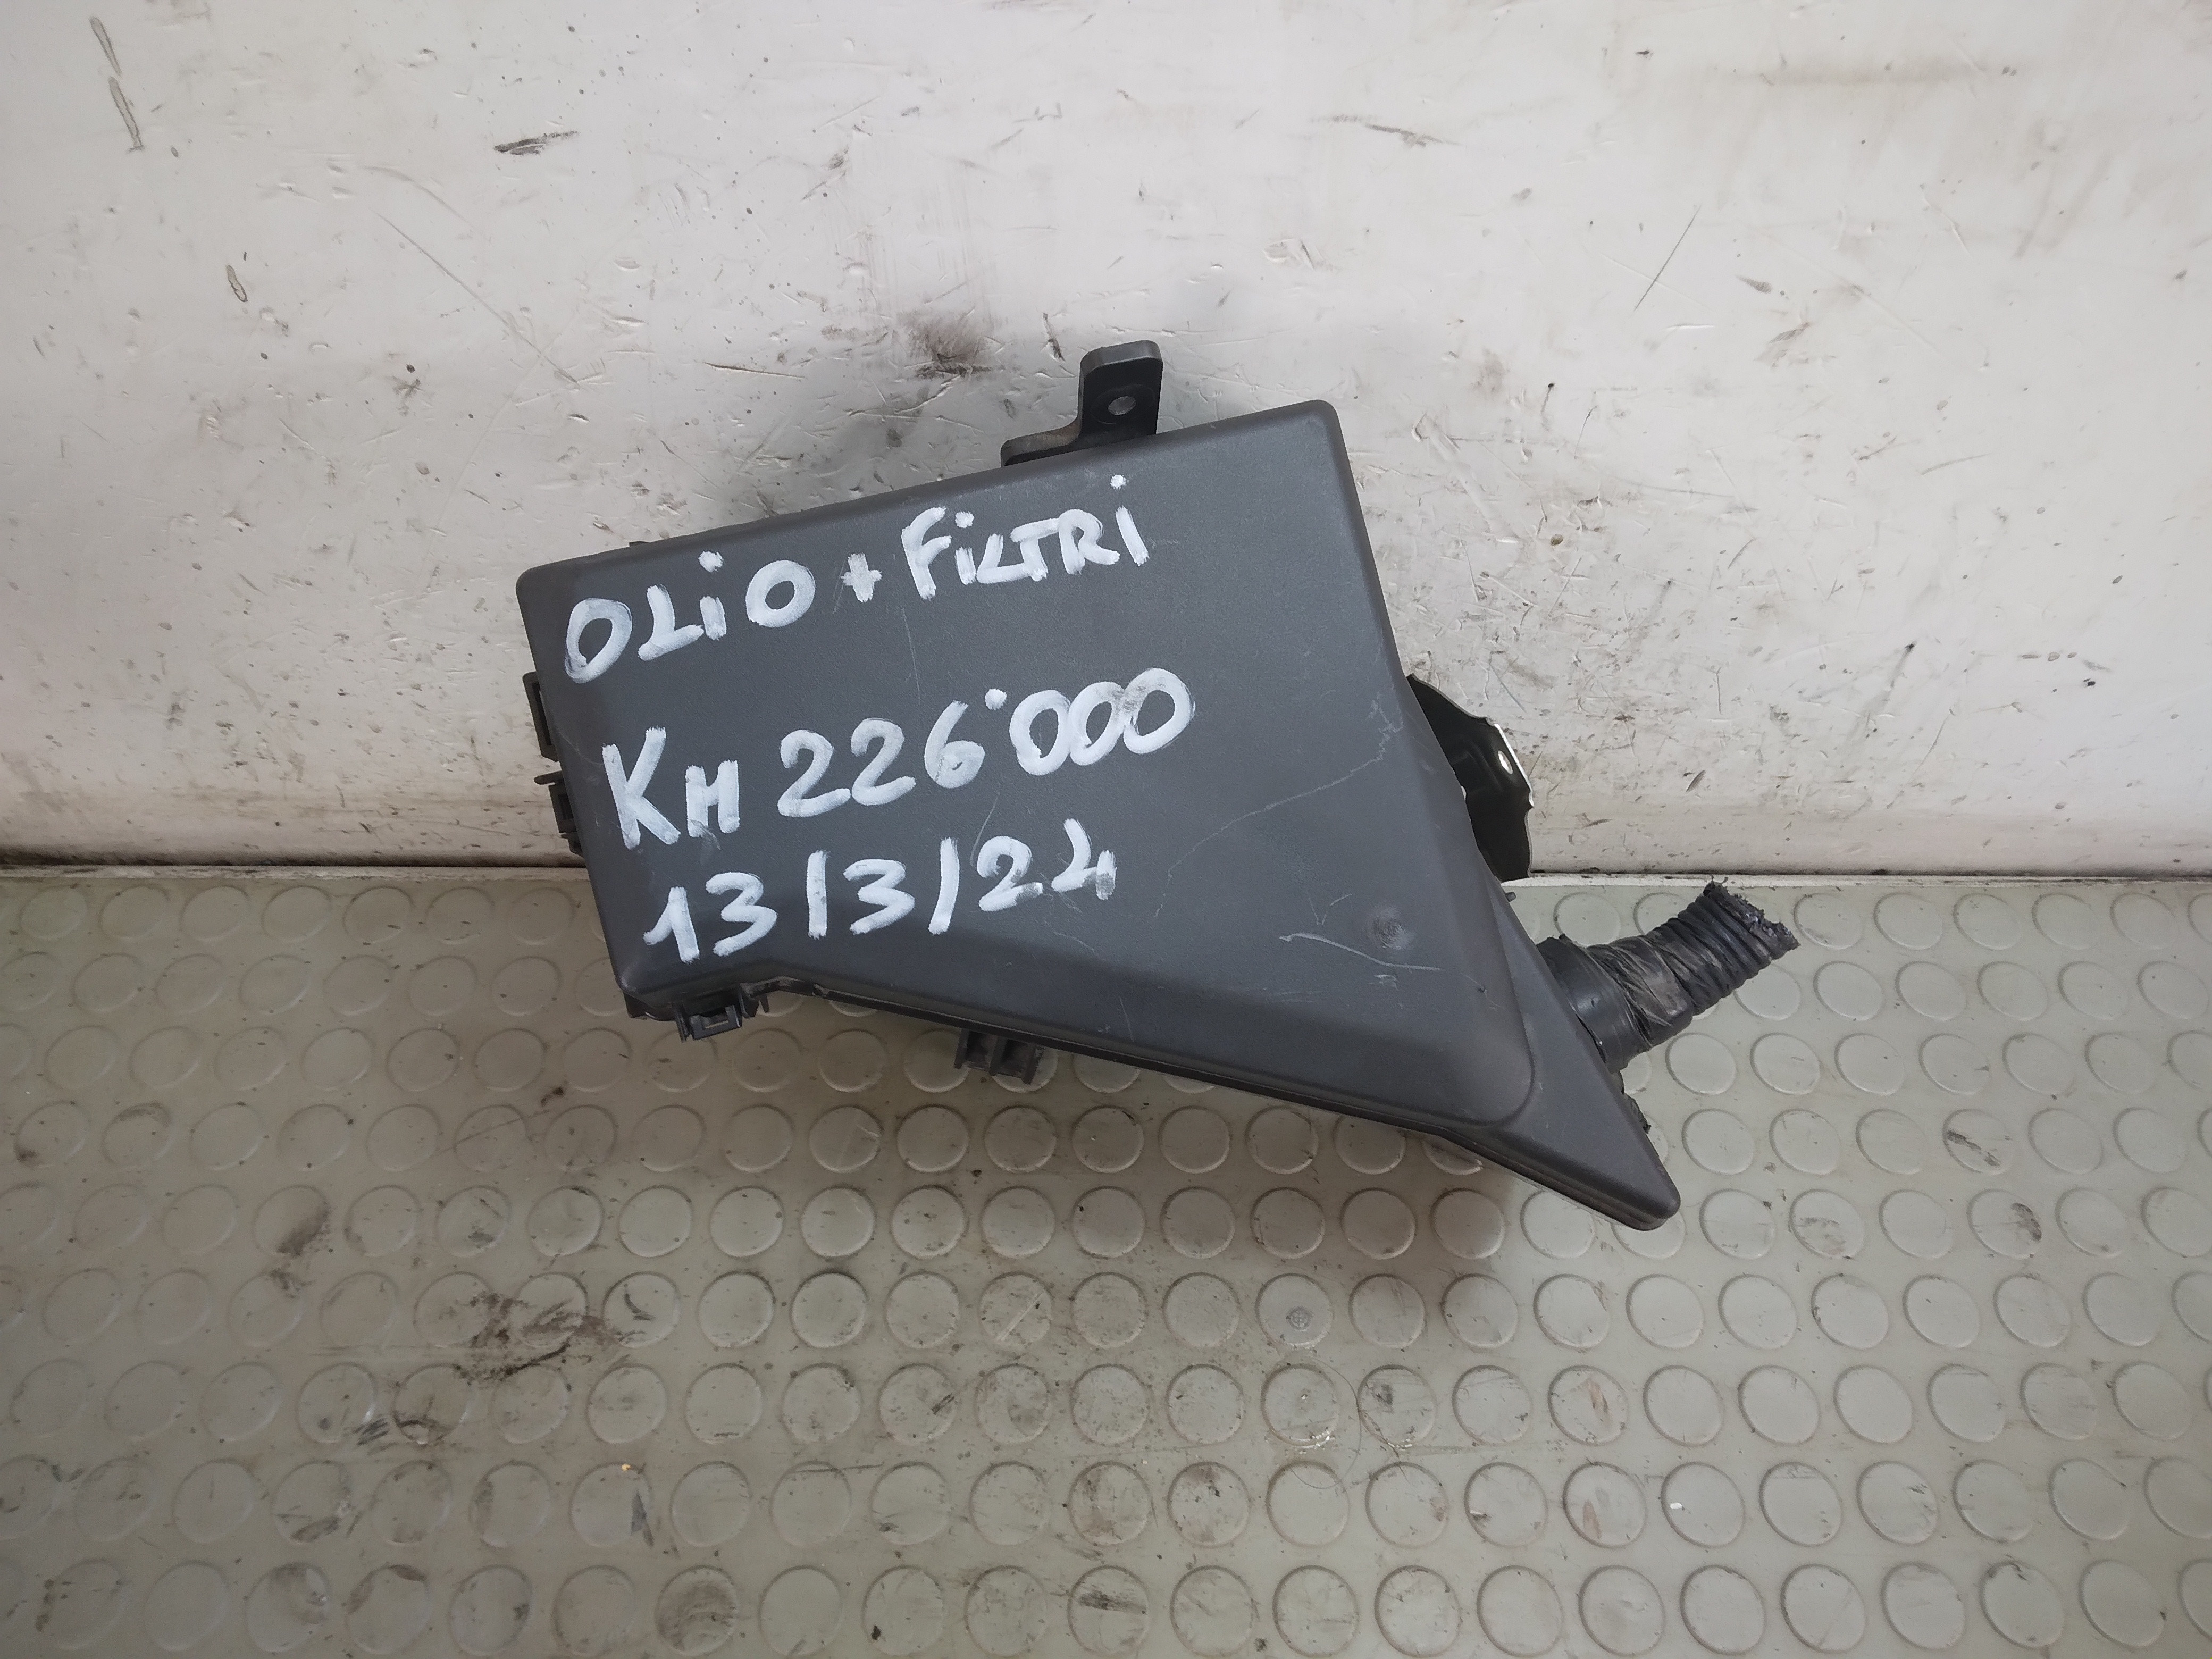 OLiO + FiLTRi
KM 226'000
13/3/24